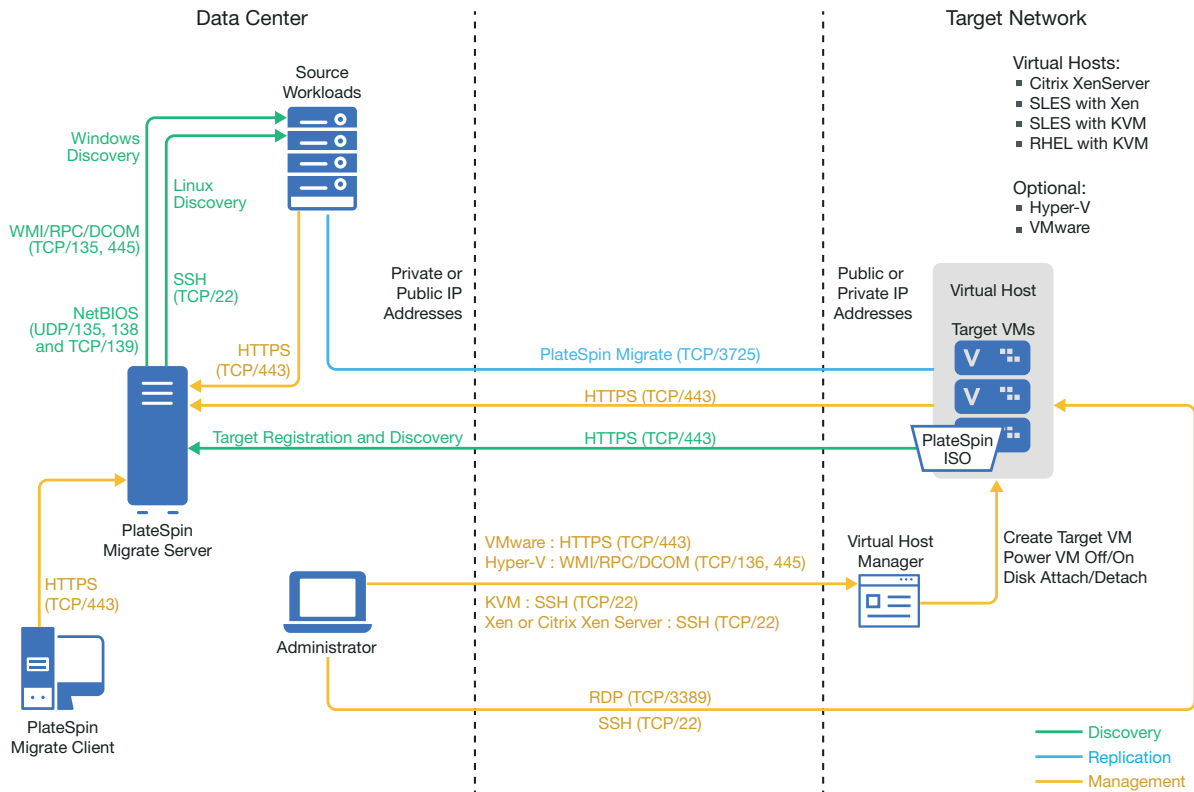 Data Center
Target Network
Source
Workloads
Virtual Hosts:
Citrix XenServer
SLES with Xen
SLES with KVM
RHEL with KVM
Optional:
Hyper-V
VMware
Windows
Discovery
Linux
Discovery
WMI/RPC/DCOM
(TCP/135, 445)
SSH
(TCP/22)
NetBIOS
(UDP/135, 138
and TCP/139)
HTTPS
(TCP/443)
Private or
Public IP
Addresses
Public or
Private IP
Addresses
Virtual Host
Target VMs
V
V
PlateSpin
ISO
PlateSpin Migrate (TCP/3725)
HTTPS (TCP/443)
Target Registration and Discovery
HTTPS (TCP/443)
PlateSpin
Migrate Server
HTTPS
(TCP/443)
PlateSpin
Migrate Client
Administrator
VMware : HTTPS (TCP/443)
Hyper-V : WMI/RPC/DCOM (TCP/136, 445)
KVM : SSH (TCP/22)
Xen or Citrix Xen Server : SSH (TCP/22)
Virtual Host
Manager
Create Target VM
Power VM Off/On
Disk Attach/Detach
RDP (TCP/3389)
SSH (TCP/22)
Discovery
Replication
Management